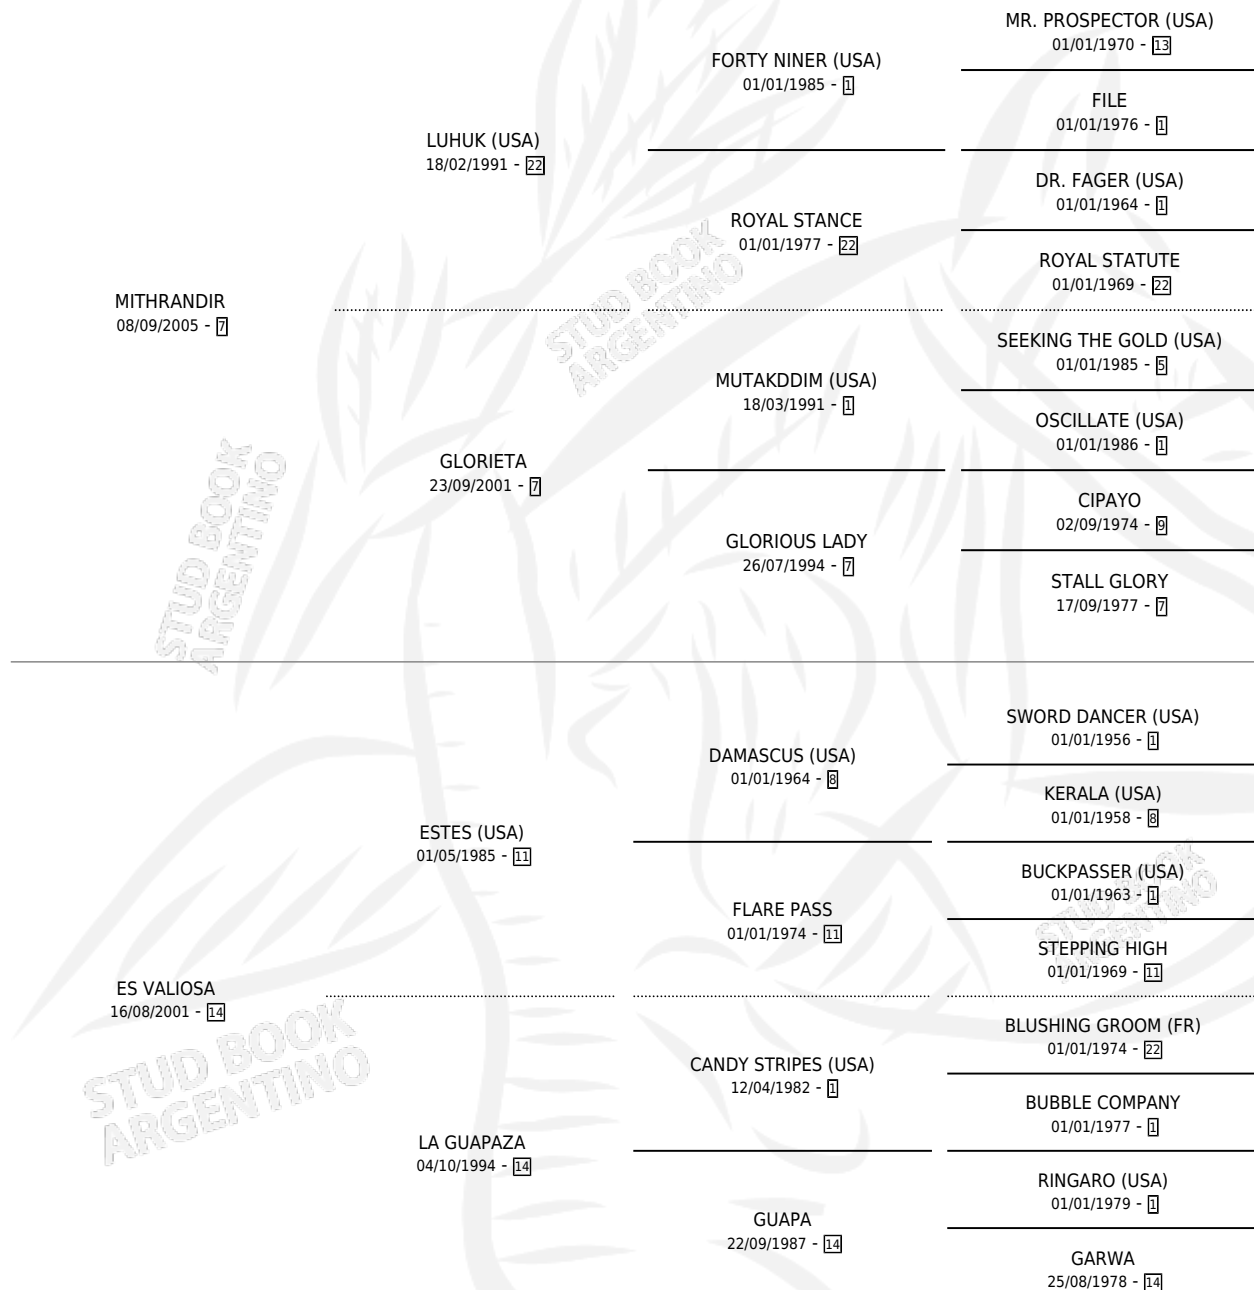 MR. PROSPECTOR (USA)
01/01/1970 - 13
FORTY NINER (USA)
01/01/1985 - 1
FILE
01/01/1976 - 1
LUHUK (USA)
18/02/1991 - 22
DR. FAGER (USA)
01/01/1964 - 1
ROYAL STANCE
01/01/1977 - 22
ROYAL STATUTE
01/01/1969 - 22
MITHRANDIR
08/09/2005 - 7
SEEKING THE GOLD (USA)
01/01/1985 - 5
MUTAKDDIM (USA)
18/03/1991 - 1
OSCILLATE (USA)
01/01/1986 - 1
GLORIETA
23/09/2001 - 7
CIPAYO
02/09/1974 - 9
GLORIOUS LADY
26/07/1994 - 7
STALL GLORY
17/09/1977 - 7
STUD BOOK
ARGENTINO
STUD BOOK
ARGENTINO
SWORD DANCER (USA)
01/01/1956 - 1
DAMASCUS (USA)
01/01/1964 - 8
KERALA (USA)
01/01/1958 - 8
ESTES (USA)
01/05/1985 - 11
BUCKPASSER (USA)
01/01/1963 - 1
FLARE PASS
01/01/1974 - 11
STEPPING HIGH
01/01/1969 - 11
ES VALIOSA
16/08/2001 - 14
BLUSHING GROOM (FR)
01/01/1974 - 22
CANDY STRIPES (USA)
12/04/1982 - 1
BUBBLE COMPANY
01/01/1977 - 1
LA GUAPAZA
04/10/1994 - 14
RINGARO (USA)
01/01/1979 - 1
GUAPA
22/09/1987 - 14
GARWA
25/08/1978 - 14
STUD BOOK
ARGENTINO
STUD BOOK
ARGENTINO